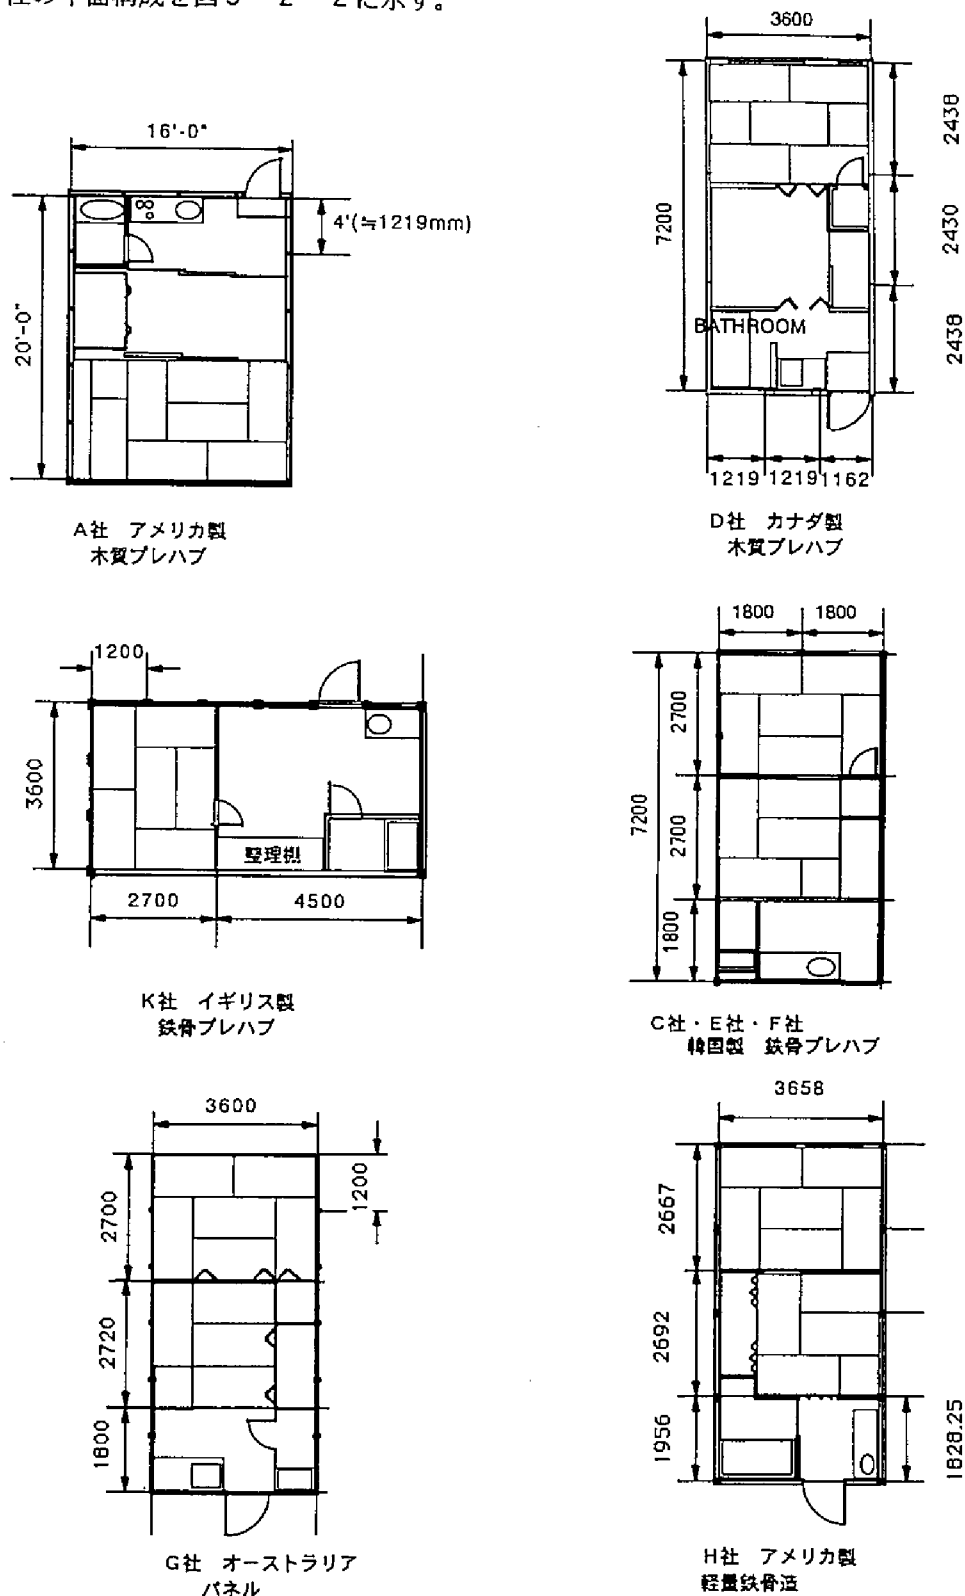 社の平面構成を図3-2-2に示す。
16'-0"
4'(≒1219mm)
20'-0"
A社 アメリカ製
木質プレハブ
3600
7200
2438
2430
2438
BATHROOM
1219 1219 1162
D社 カナダ製
木質プレハブ
1200
3600
整理棚
2700 4500
K社 イギリス製
鉄骨プレハブ
1800 1800
7200
2700
2700
1800
C社・E社・F社
韓国製 鉄骨プレハブ
3600
1200
2700
2720
1800
G社 オーストラリア
パネル
3658
2667
2692
1956
1828.25
H社 アメリカ製
軽量鉄骨造